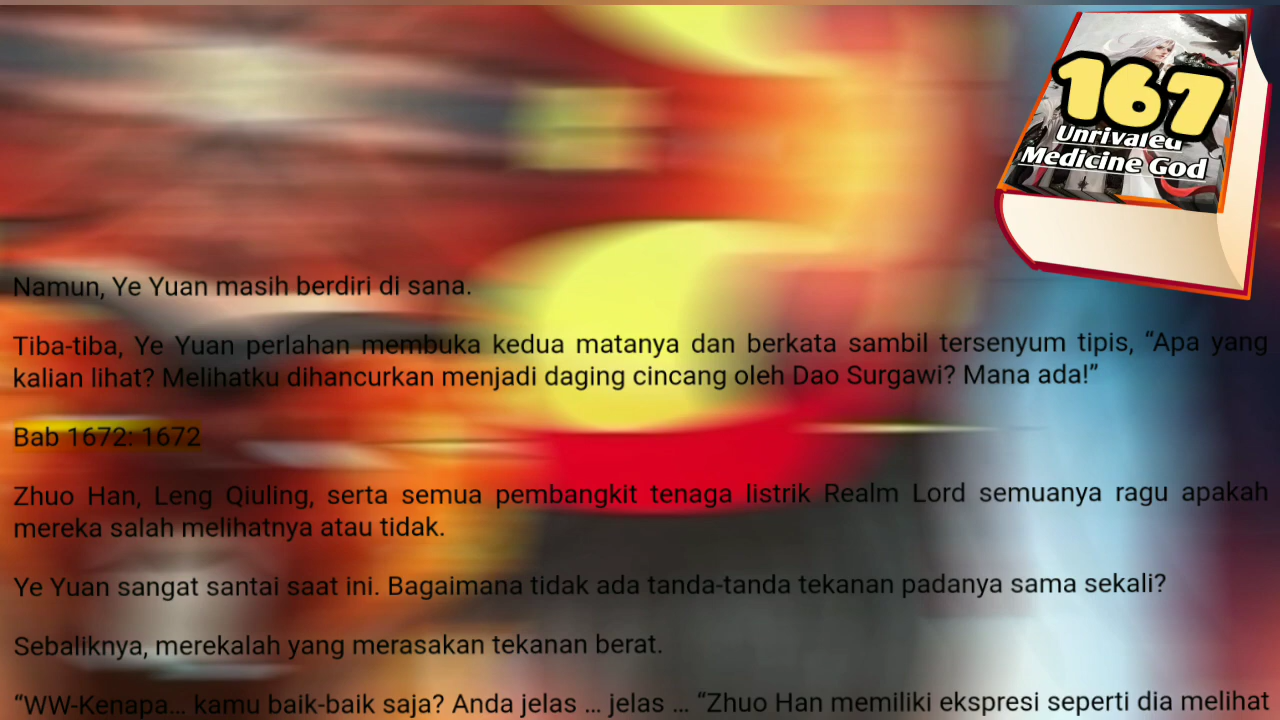 167
Unrivaled
Medicine God
Namun, Ye Yuan masih berdiri di sana.
Tiba-tiba, Ye Yuan perlahan membuka kedua matanya dan berkata sambil tersenyum tipis, “Apa yang
kalian lihat? Melihatku dihancurkan menjadi daging cincang oleh Dao Surgawi? Mana ada!”
Bab 1672: 1672
Zhuo Han, Leng Qiuling, serta semua pembangkit tenaga listrik Realm Lord semuanya ragu apakah
mereka salah melihatnya atau tidak.
Ye Yuan sangat santai saat ini. Bagaimana tidak ada tanda-tanda tekanan padanya sama sekali?
Sebaliknya, merekalah yang merasakan tekanan berat.
“WW-Kenapa… kamu baik-baik saja? Anda jelas … jelas … “Zhuo Han memiliki ekspresi seperti dia melihat